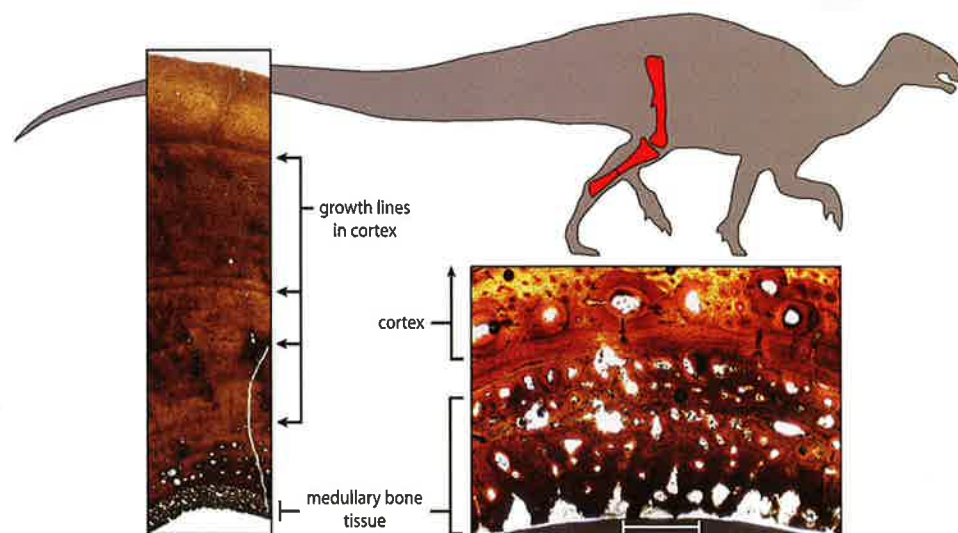 growth lines
in cortex
cortex
medullary bone
tissue